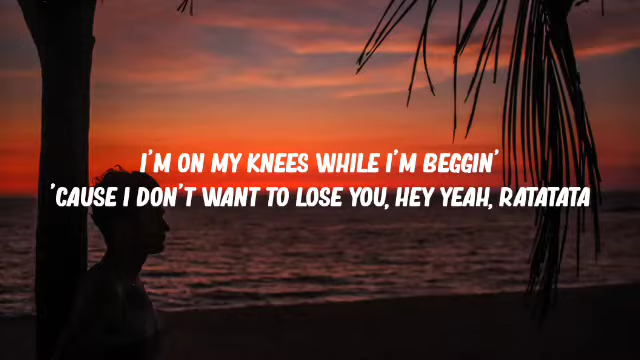 I'M ON MY KNEES WHILE I'M BEGGIN'
'CAUSE I DON'T WANT TO LOSE YOU, HEY YEAH, RATATATA